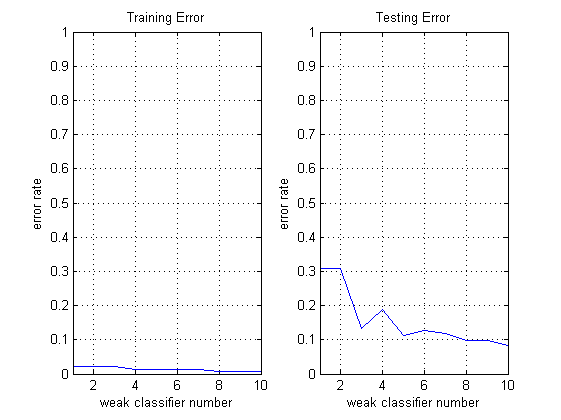 Training Error
1
0.9
0.8
0.7
0.6
0.5
0.4
0.3
0.2
0.1
0
error rate
2 4 6 8 10
weak classifier number
Testing Error
1
0.9
0.8
0.7
0.6
0.5
0.4
0.3
0.2
0.1
0
error rate
2 4 6 8 10
weak classifier number